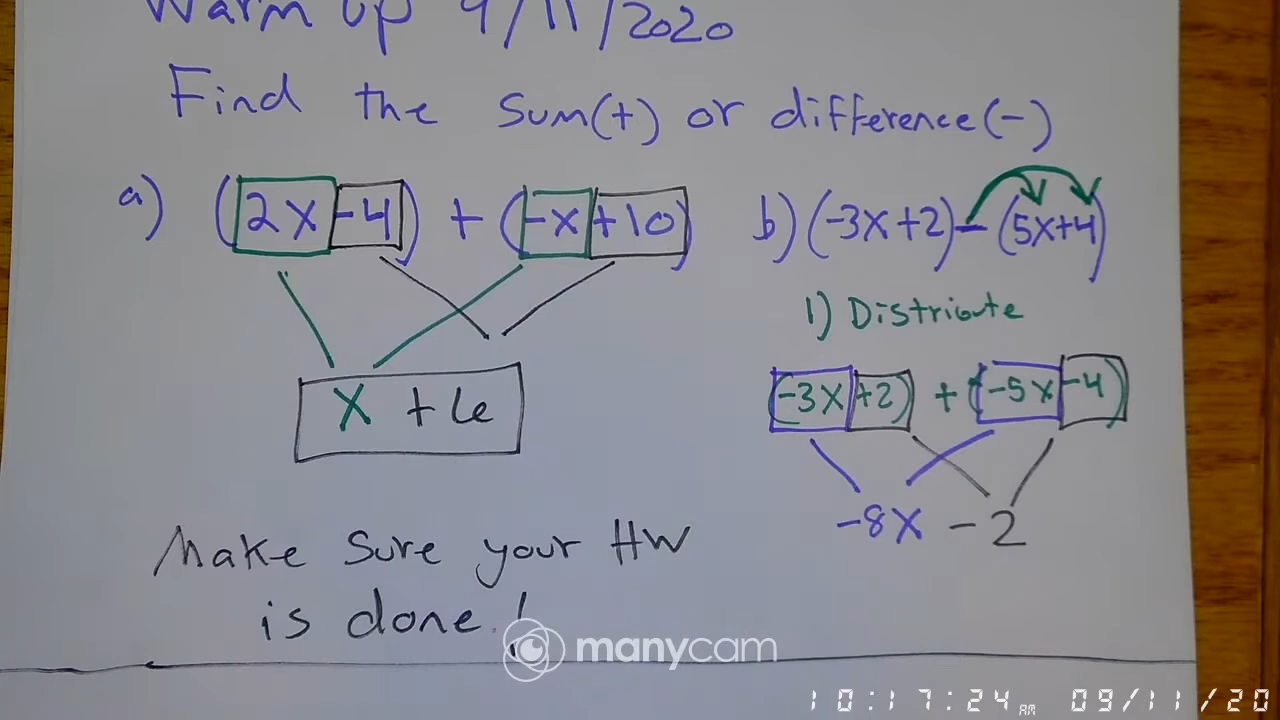 Warm up 9/11/2020
Find the sum(+) or difference(-)
a) (2x-4) + (-x+10)
x + 6
b) (-3x+2) - (5x+4)
1) Distribute
(-3x+2) + (-5x-4)
-8x - 2
Make sure your HW
is done!
manycam
10:17:24 AM 09/11/20